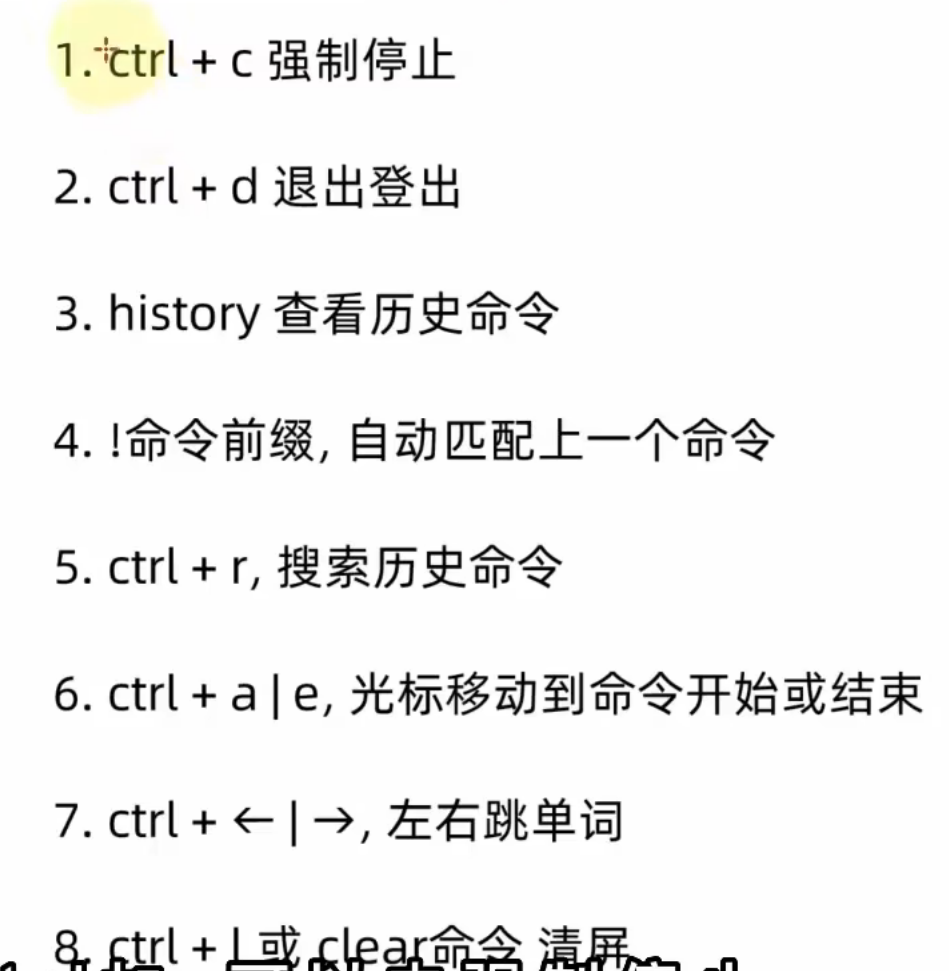 1. ctrl + c 强制停止
2. ctrl + d 退出登出
3. history 查看历史命令
4. !命令前缀, 自动匹配上一个命令
5. ctrl + r, 搜索历史命令
6. ctrl + a | e, 光标移动到命令开始或结束
7. ctrl + ← | →, 左右跳单词
8. ctrl + l 或 clear命令 清屏